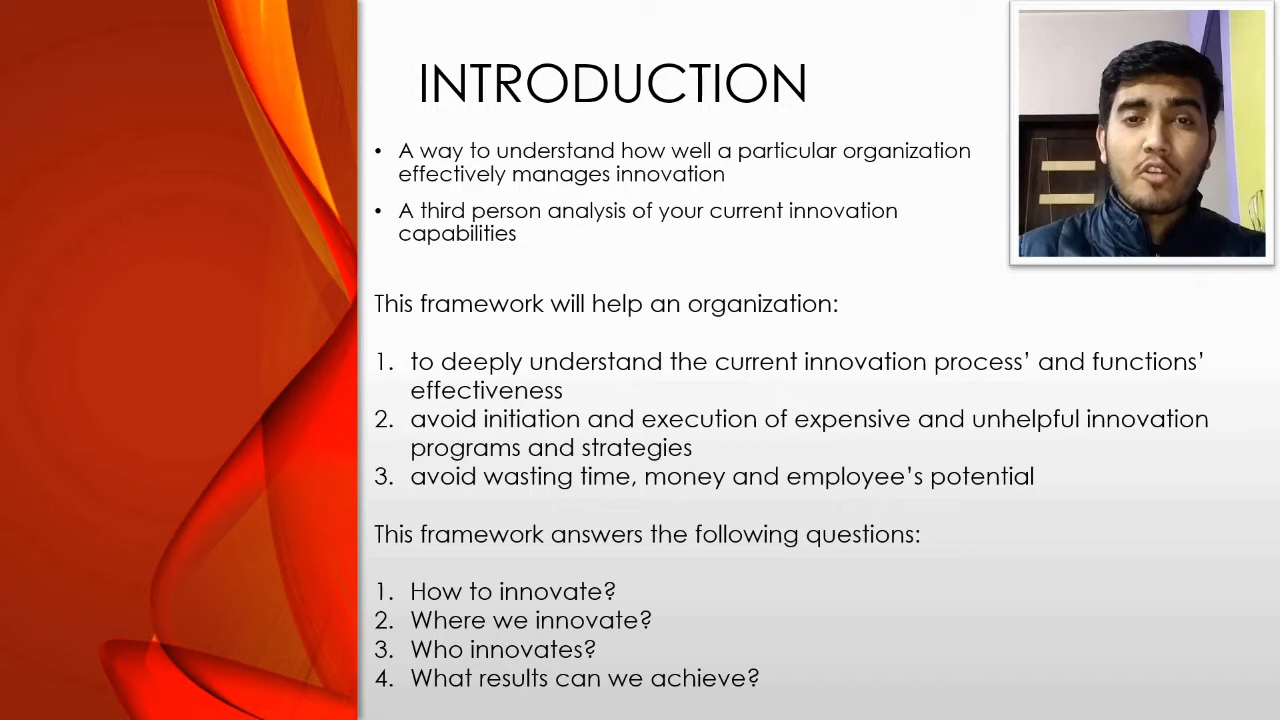 INTRODUCTION
• A way to understand how well a particular organization
effectively manages innovation
• A third person analysis of your current innovation
capabilities
This framework will help an organization:
1. to deeply understand the current innovation process’ and functions’
effectiveness
2. avoid initiation and execution of expensive and unhelpful innovation
programs and strategies
3. avoid wasting time, money and employee’s potential
This framework answers the following questions:
1. How to innovate?
2. Where we innovate?
3. Who innovates?
4. What results can we achieve?